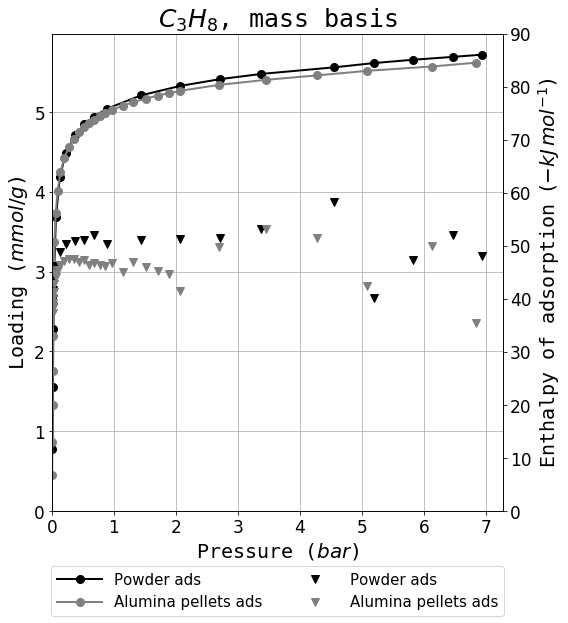 C₃H₈, mass basis
Loading (mmol/g)
0
1
2
3
4
5
0
10
20
30
40
50
60
70
80
90
Enthalpy of adsorption (−kJmol⁻¹)
0 1 2 3 4 5 6 7
Pressure (bar)
Powder ads Powder ads
Alumina pellets ads Alumina pellets ads